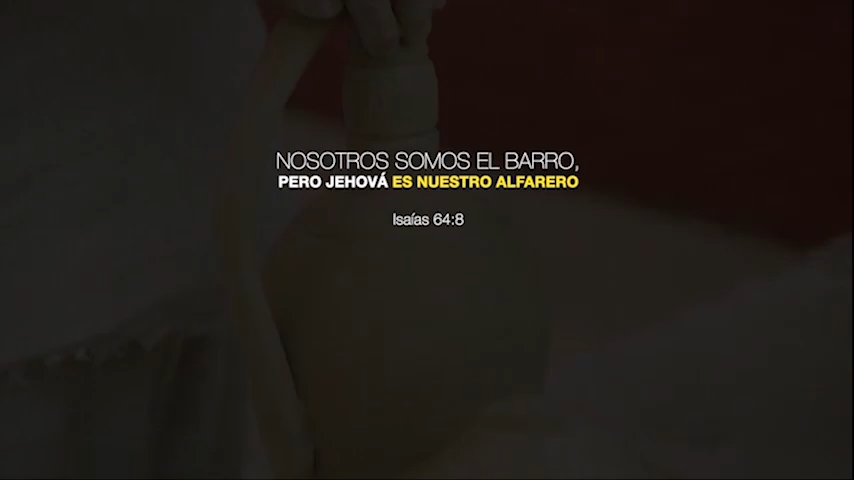 NOSOTROS SOMOS EL BARRO,
PERO JEHOVÁ ES NUESTRO ALFARERO
Isaías 64:8